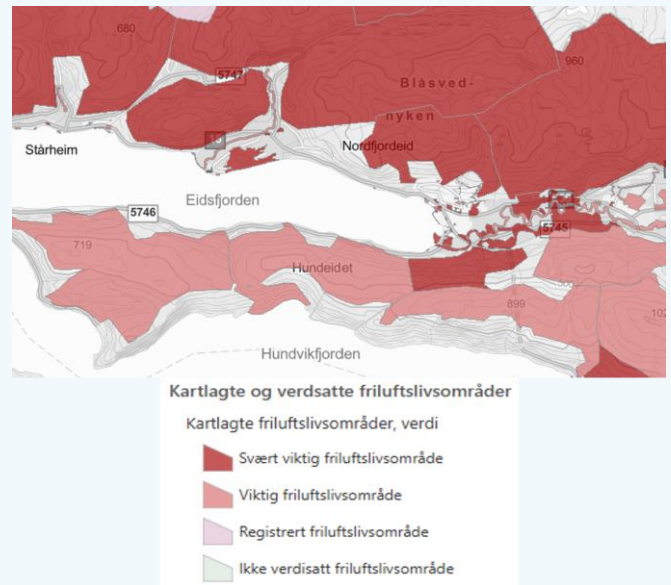 680
960
5747
Blåsved-
nyken
15
Stårheim
Nordfjordeid
Eidsfjorden
5746
5745
719
Hundeidet
899
Hundvikfjorden
Kartlagte og verdsatte friluftslivsområder
Kartlagte friluftslivsområder, verdi
Svært viktig friluftslivsområde
Viktig friluftslivsområde
Registrert friluftslivsområde
Ikke verdisatt friluftslivsområde